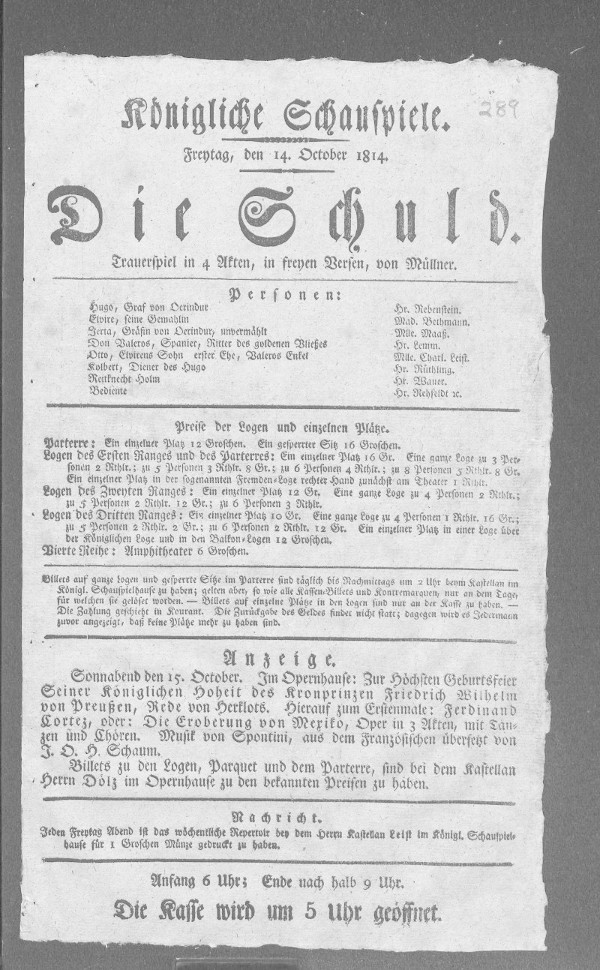 289
Königliche Schauspiele.
Freytag, den 14. October 1814.
Die Schuld.
Trauerspiel in 4 Akten, in freyen Versen, von Müllner.
Personen:
Hugo, Graf von Oerindur Hr. Rebenstein.
Elvire, seine Gemahlin Mad. Bethmann.
Jerta, Gräfin von Oerindur, unvermählt Mlle. Maaß.
Don Valeros, Spanier, Ritter des goldenen Vließes Hr. Lemm.
Otto, Elvirens Sohn erster Ehe, Valeros Enkel Mlle. Charl. Leist.
Kolbert, Diener des Hugo Hr. Rüthling.
Reitknecht Holm Hr. Wauer.
Bediente Hr. Rehfeldt ꝛc.
Preise der Logen und einzelnen Plätze.
Parterre: Ein einzelner Platz 12 Groschen. Ein gesperrter Sitz 16 Groschen.
Logen des Ersten Ranges und des Parterres: Ein einzelner Platz 16 Gr. Eine ganze Loge zu 3 Per-
sonen 2 Rthlr.; zu 5 Personen 3 Rthlr. 8 Gr.; zu 6 Personen 4 Rthlr.; zu 8 Personen 5 Rthlr. 8 Gr.
Ein einzelner Platz in der sogenannten Fremden-Loge rechter Hand zunächst am Theater 1 Rthlr.
Logen des Zweyten Ranges: Ein einzelner Platz 12 Gr. Eine ganze Loge zu 4 Personen 2 Rthlr.;
zu 5 Personen 2 Rthlr. 12 Gr.; zu 6 Personen 3 Rthlr.
Logen des Dritten Ranges: Ein einzelner Platz 10 Gr. Eine ganze Loge zu 4 Personen 1 Rthlr. 16 Gr.;
zu 5 Personen 2 Rthlr. 2 Gr.; zu 6 Personen 2 Rthlr. 12 Gr. Ein einzelner Platz in einer Loge über
der Königlichen Loge und in den Balkon-Logen 12 Groschen.
Vierte Reihe: Amphitheater 6 Groschen.
Billets auf ganze Logen und gesperrte Sitze im Parterre sind täglich bis Nachmittags um 2 Uhr beym Kastellan im
Königl. Schauspielhause zu haben; gelten aber, so wie alle Kassen-Billets und Kontremarquen, nur an dem Tage,
für welchen sie gelöset worden. — Billets auf einzelne Plätze in den Logen sind nur an der Kasse zu haben. —
Die Zahlung geschieht in Kourant. Die Zurückgabe des Geldes findet nicht statt; dagegen wird es Jedermann
zuvor angezeigt, daß keine Plätze mehr zu haben sind.
Anzeige.
Sonnabend den 15. October. Im Opernhause: Zur Höchsten Geburtsfeier
Seiner Königlichen Hoheit des Kronprinzen Friedrich Wilhelm
von Preußen, Rede von Herklots. Hierauf zum Erstenmale: Ferdinand
Cortez, oder: Die Eroberung von Mexiko, Oper in 3 Akten, mit Tan-
zen und Chören. Musik von Spontini, aus dem Französischen übersetzt von
J. O. H. Schaum.
Billets zu den Logen, Parquet und dem Parterre, sind bei dem Kastellan
Herrn Dölz im Opernhause zu den bekannten Preisen zu haben.
Nachricht.
Jeden Freytag Abend ist das wöchentliche Repertoir bey dem Herrn Kastellan Leist im Königl. Schauspiel-
hause für 1 Groschen Münze gedruckt zu haben.
Anfang 6 Uhr; Ende nach halb 9 Uhr.
Die Kasse wird um 5 Uhr geöffnet.